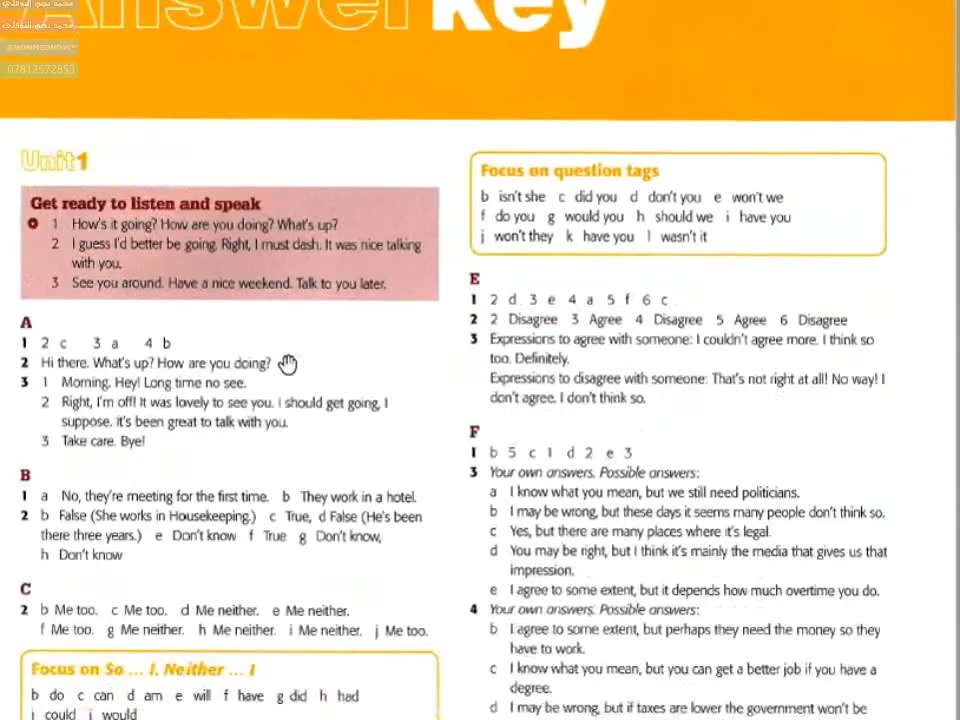 محمد نجم النوفلي
محمد نجم النوفلي
07812572853
Answer key
Unit1
Get ready to listen and speak
1 How's it going? How are you doing? What's up?
2 I guess I'd better be going. Right, I must dash. It was nice talking
with you.
3 See you around. Have a nice weekend. Talk to you later.
A
1 2 c 3 a 4 b
2 Hi there. What's up? How are you doing?
3 1 Morning. Hey! Long time no see.
2 Right, I'm off! It was lovely to see you. I should get going, I
suppose. it's been great to talk with you.
3 Take care. Bye!
B
1 a No, they're meeting for the first time. b They work in a hotel.
2 b False (She works in Housekeeping.) c True, d False (He's been
there three years.) e Don't know f True g Don't know,
h Don't know
C
2 b Me too. c Me too. d Me neither. e Me neither.
f Me too. g Me neither. h Me neither. i Me neither. j Me too.
Focus on So ... I, Neither ... I
b do c can d am e will f have g did h had
i could j would
Focus on question tags
b isn't she c did you d don't you e won't we
f do you g would you h should we i have you
j won't they k have you l wasn't it
E
1 2 d 3 e 4 a 5 f 6 c
2 2 Disagree 3 Agree 4 Disagree 5 Agree 6 Disagree
3 Expressions to agree with someone: I couldn't agree more. I think so
too. Definitely.
Expressions to disagree with someone: That's not right at all! No way! I
don't agree. I don't think so.
F
1 b 5 c 1 d 2 e 3
3 Your own answers. Possible answers:
a I know what you mean, but we still need politicians.
b I may be wrong, but these days it seems many people don't think so.
c Yes, but there are many places where it's legal.
d You may be right, but I think it's mainly the media that gives us that
impression.
e I agree to some extent, but it depends how much overtime you do.
4 Your own answers. Possible answers:
b I agree to some extent, but perhaps they need the money so they
have to work.
c I know what you mean, but you can get a better job if you have a
degree.
d I may be wrong, but if taxes are lower the government won't be